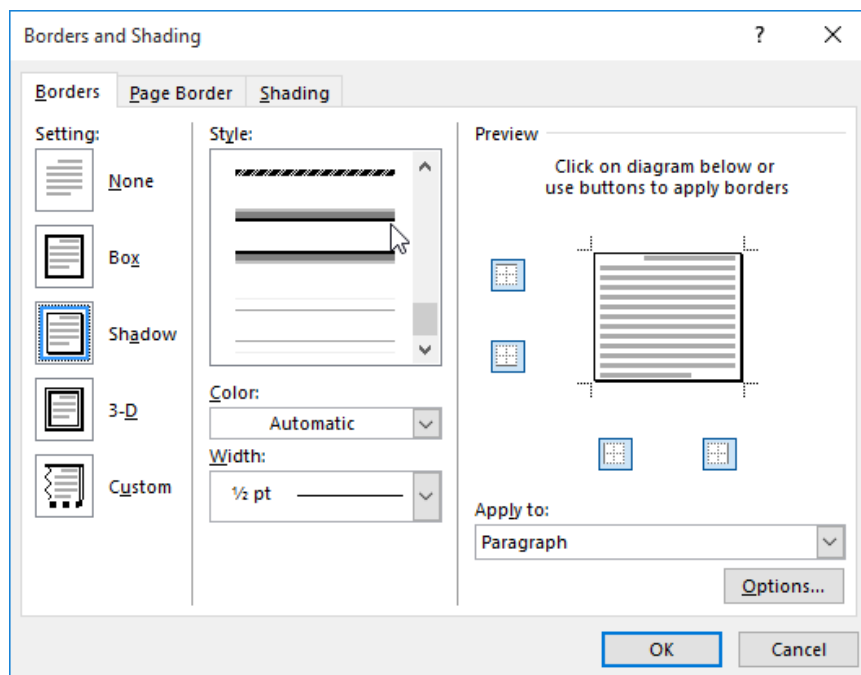 Borders and Shading
?
Borders
Page Border
Shading
Setting:
None
Box
Shadow
3-D
Custom
Style:
Color:
Automatic
Width:
½ pt
Preview
Click on diagram below or
use buttons to apply borders
Apply to:
Paragraph
Options...
OK
Cancel